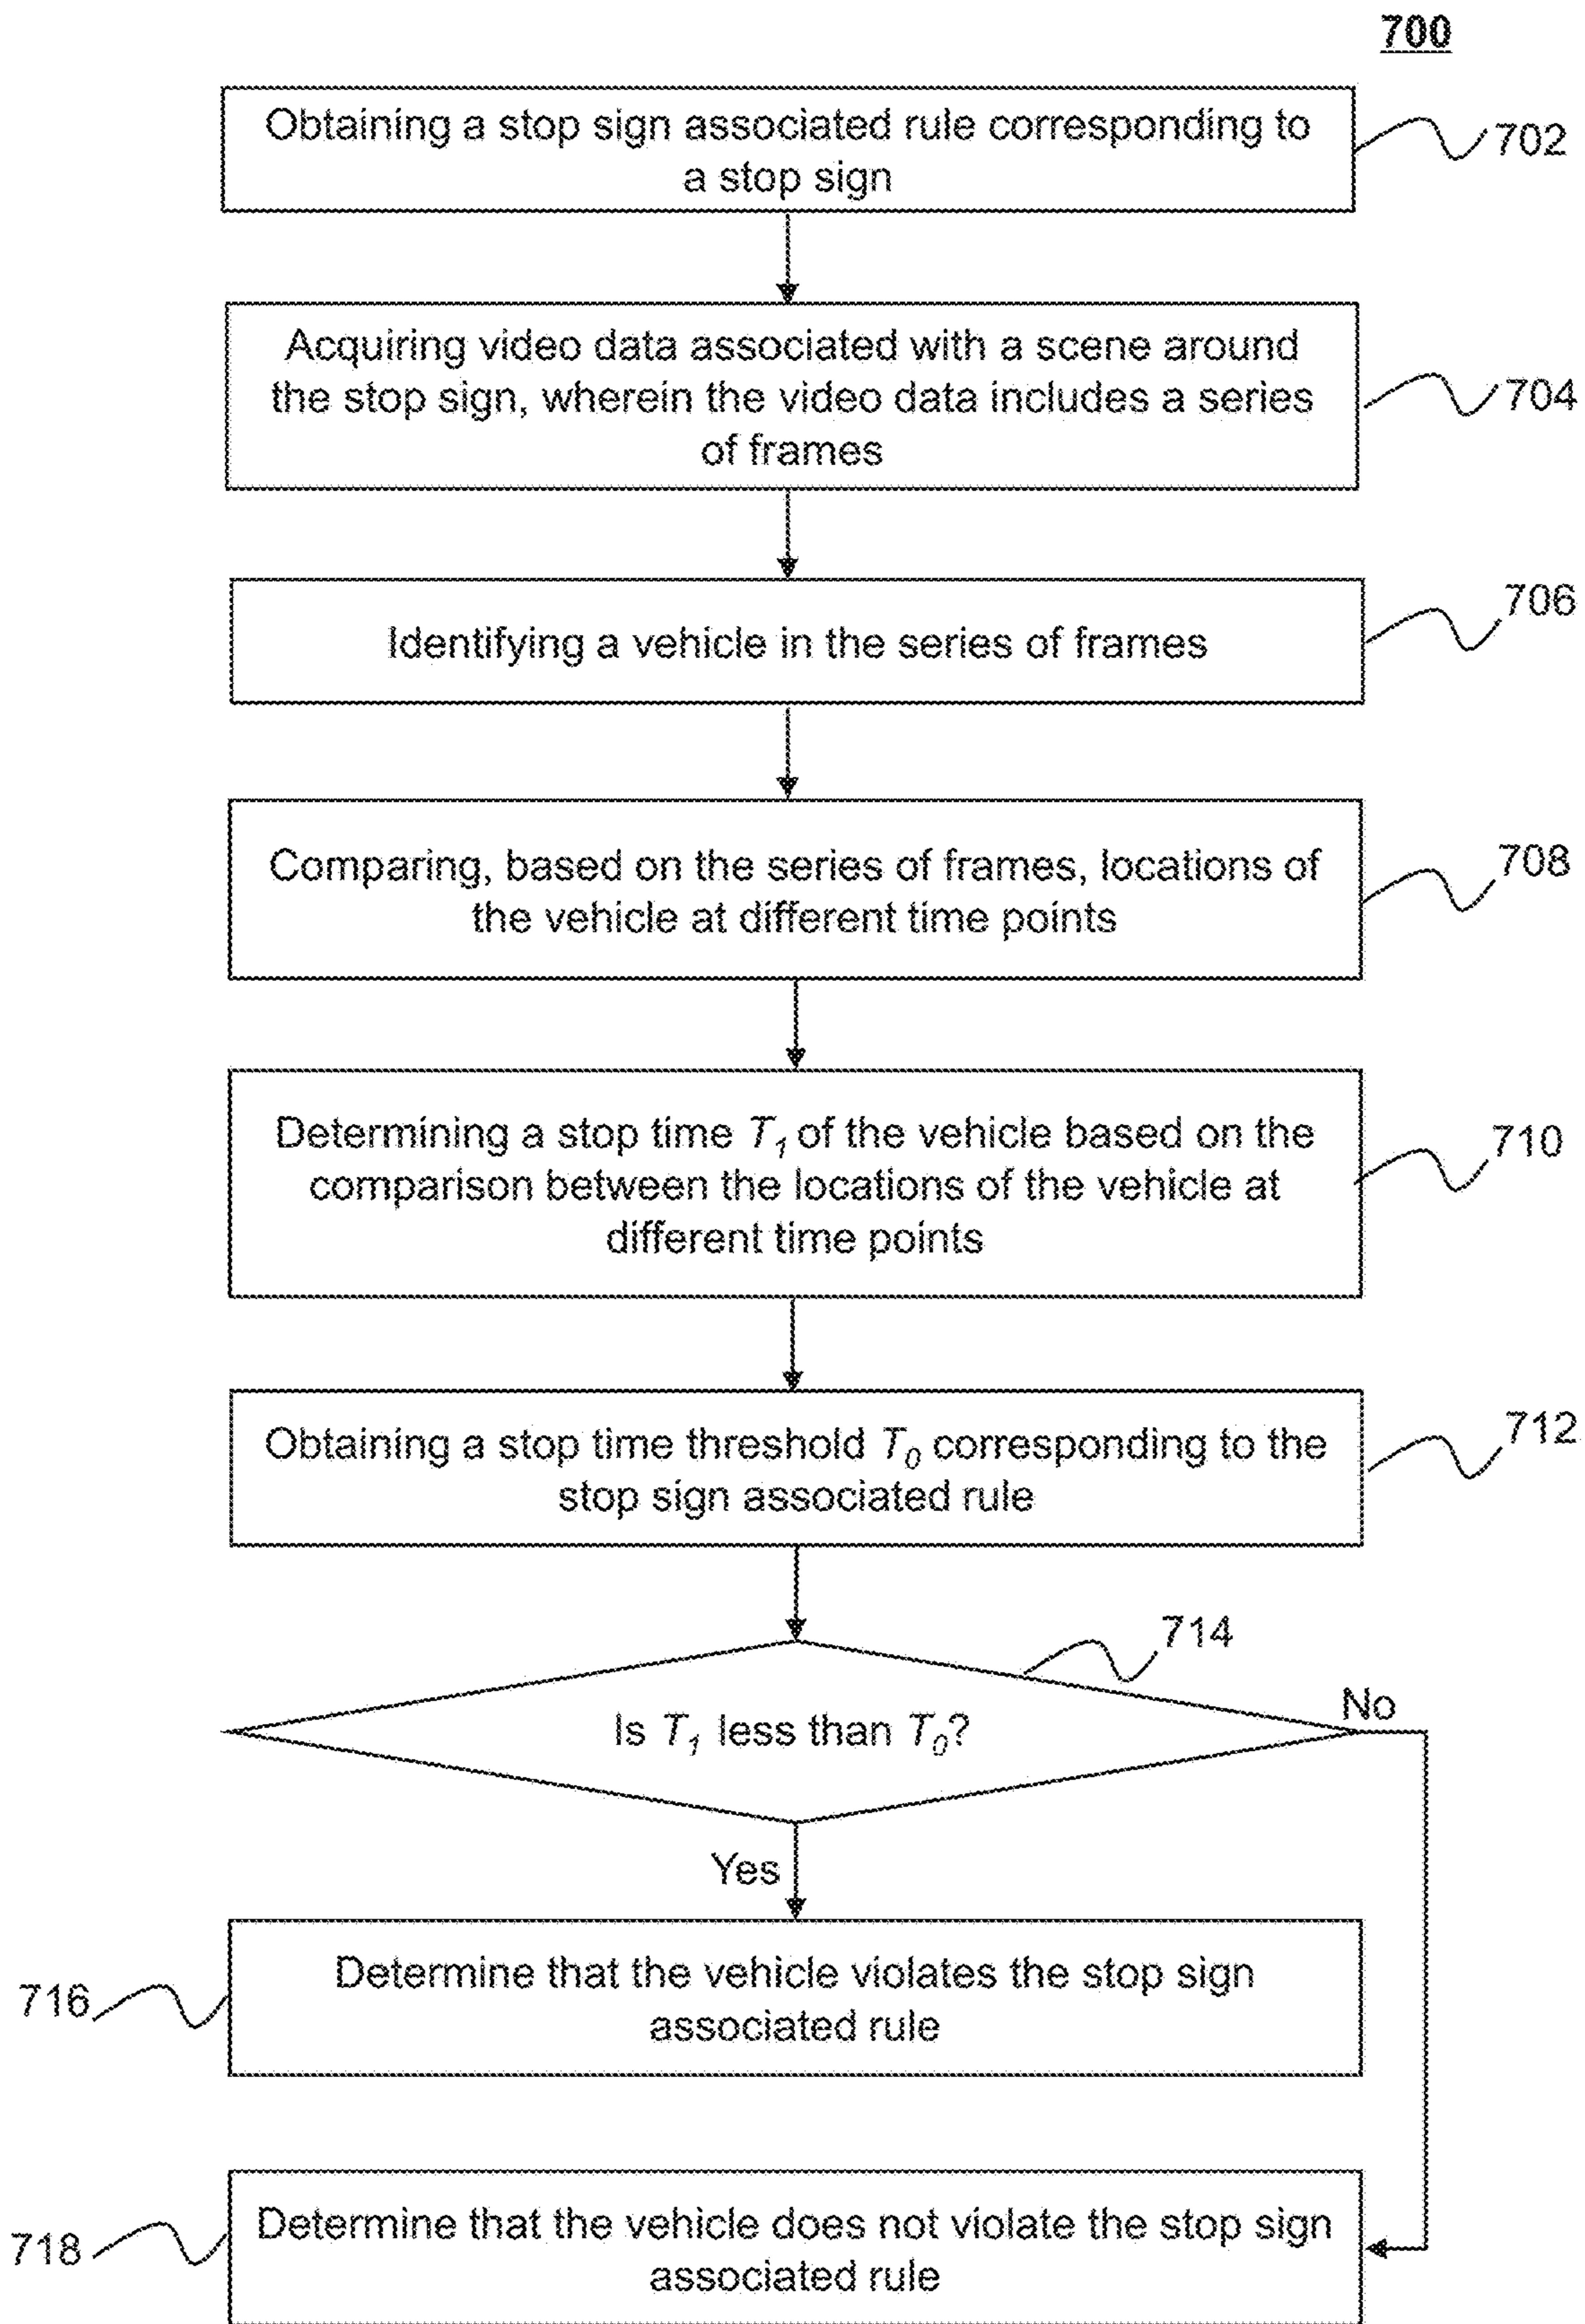 700
Obtaining a stop sign associated rule corresponding to
a stop sign
702
Acquiring video data associated with a scene around
the stop sign, wherein the video data includes a series
of frames
704
Identifying a vehicle in the series of frames
706
Comparing, based on the series of frames, locations of
the vehicle at different time points
708
Determining a stop time T1 of the vehicle based on the
comparison between the locations of the vehicle at
different time points
710
Obtaining a stop time threshold T0 corresponding to the
stop sign associated rule
712
714
Is T1 less than T0?
No
Yes
Determine that the vehicle violates the stop sign
associated rule
716
Determine that the vehicle does not violate the stop sign
associated rule
718